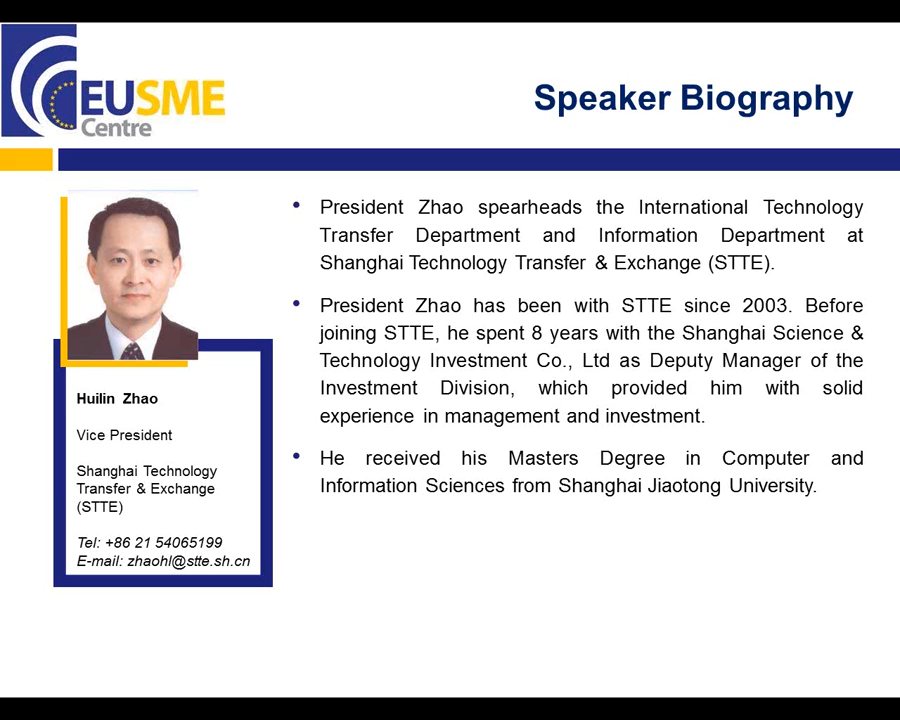 EUSME
Centre
Speaker Biography
• President Zhao spearheads the International Technology
Transfer Department and Information Department at
Shanghai Technology Transfer & Exchange (STTE).
• President Zhao has been with STTE since 2003. Before
joining STTE, he spent 8 years with the Shanghai Science &
Technology Investment Co., Ltd as Deputy Manager of the
Investment Division, which provided him with solid
experience in management and investment.
• He received his Masters Degree in Computer and
Information Sciences from Shanghai Jiaotong University.
Huilin Zhao
Vice President
Shanghai Technology
Transfer & Exchange
(STTE)
Tel: +86 21 54065199
E-mail: zhaohl@stte.sh.cn